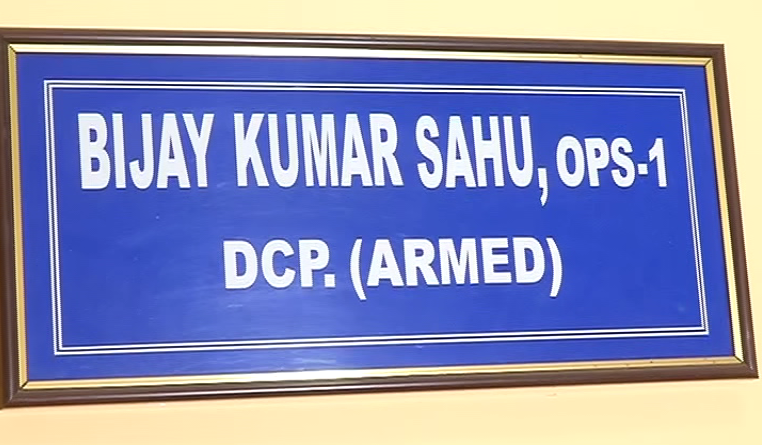 BIJAY KUMAR SAHU, OPS-1
DCP. (ARMED)